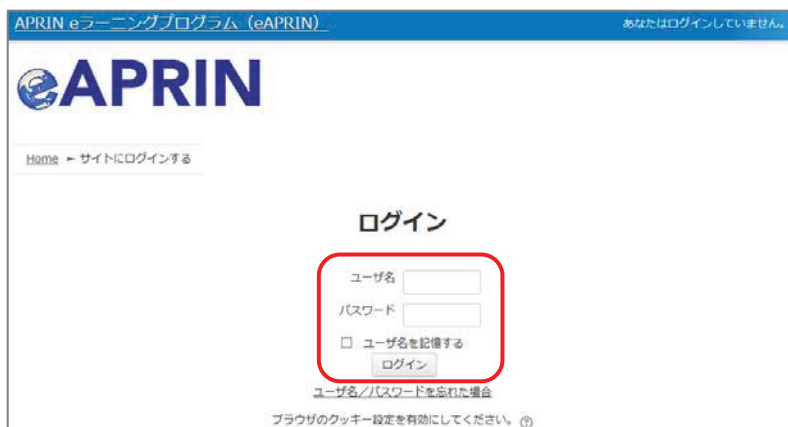 APRIN eラーニングプログラム（eAPRIN） あなたはログインしていません。
eAPRIN
Home ► サイトにログインする
ログイン
ユーザ名
パスワード
□ ユーザ名を記憶する
ログイン
ユーザ名/パスワードを忘れた場合
ブラウザのクッキー設定を有効にしてください。 ?